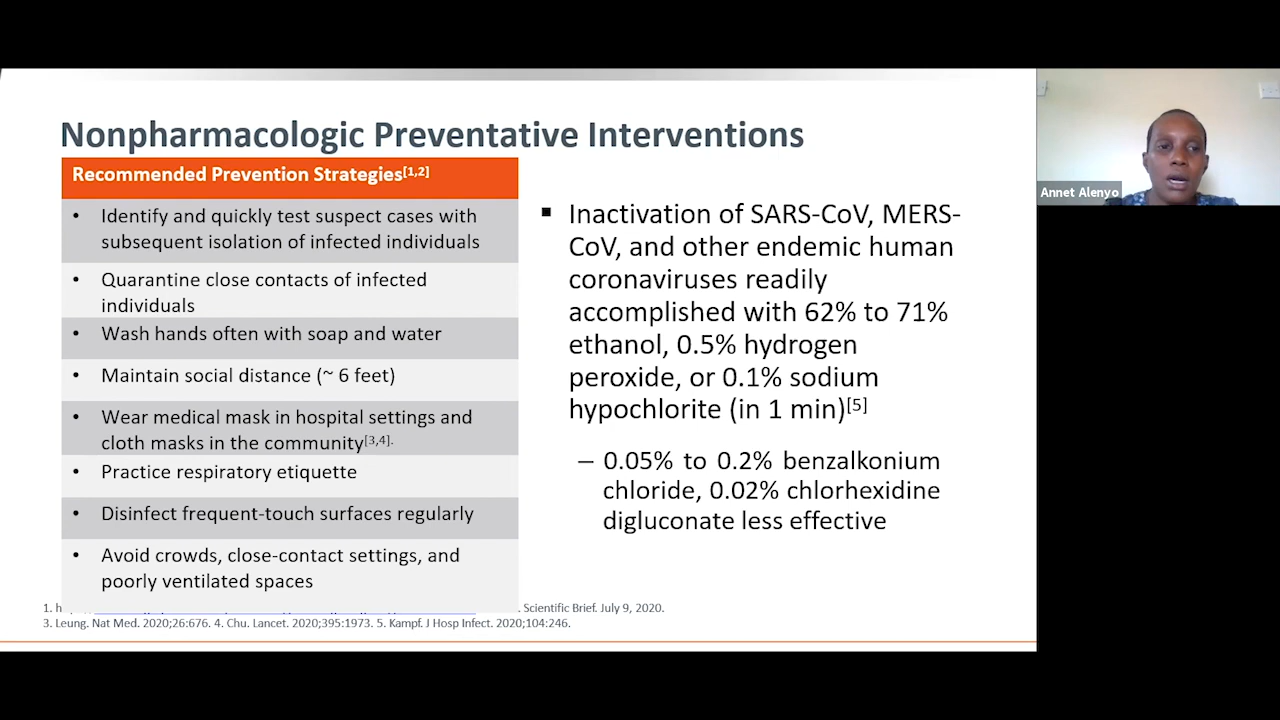 Nonpharmacologic Preventative Interventions
Recommended Prevention Strategies[1,2]
• Identify and quickly test suspect cases with
subsequent isolation of infected individuals
• Quarantine close contacts of infected
individuals
• Wash hands often with soap and water
• Maintain social distance (~ 6 feet)
• Wear medical mask in hospital settings and
cloth masks in the community[3,4].
• Practice respiratory etiquette
• Disinfect frequent-touch surfaces regularly
• Avoid crowds, close-contact settings, and
poorly ventilated spaces
▪ Inactivation of SARS-CoV, MERS-
CoV, and other endemic human
coronaviruses readily
accomplished with 62% to 71%
ethanol, 0.5% hydrogen
peroxide, or 0.1% sodium
hypochlorite (in 1 min)[5]
– 0.05% to 0.2% benzalkonium
chloride, 0.02% chlorhexidine
digluconate less effective
1. . Scientific Brief. July 9, 2020.
3. Leung. Nat Med. 2020;26:676. 4. Chu. Lancet. 2020;395:1973. 5. Kampf. J Hosp Infect. 2020;104:246.
Annet Alenyo